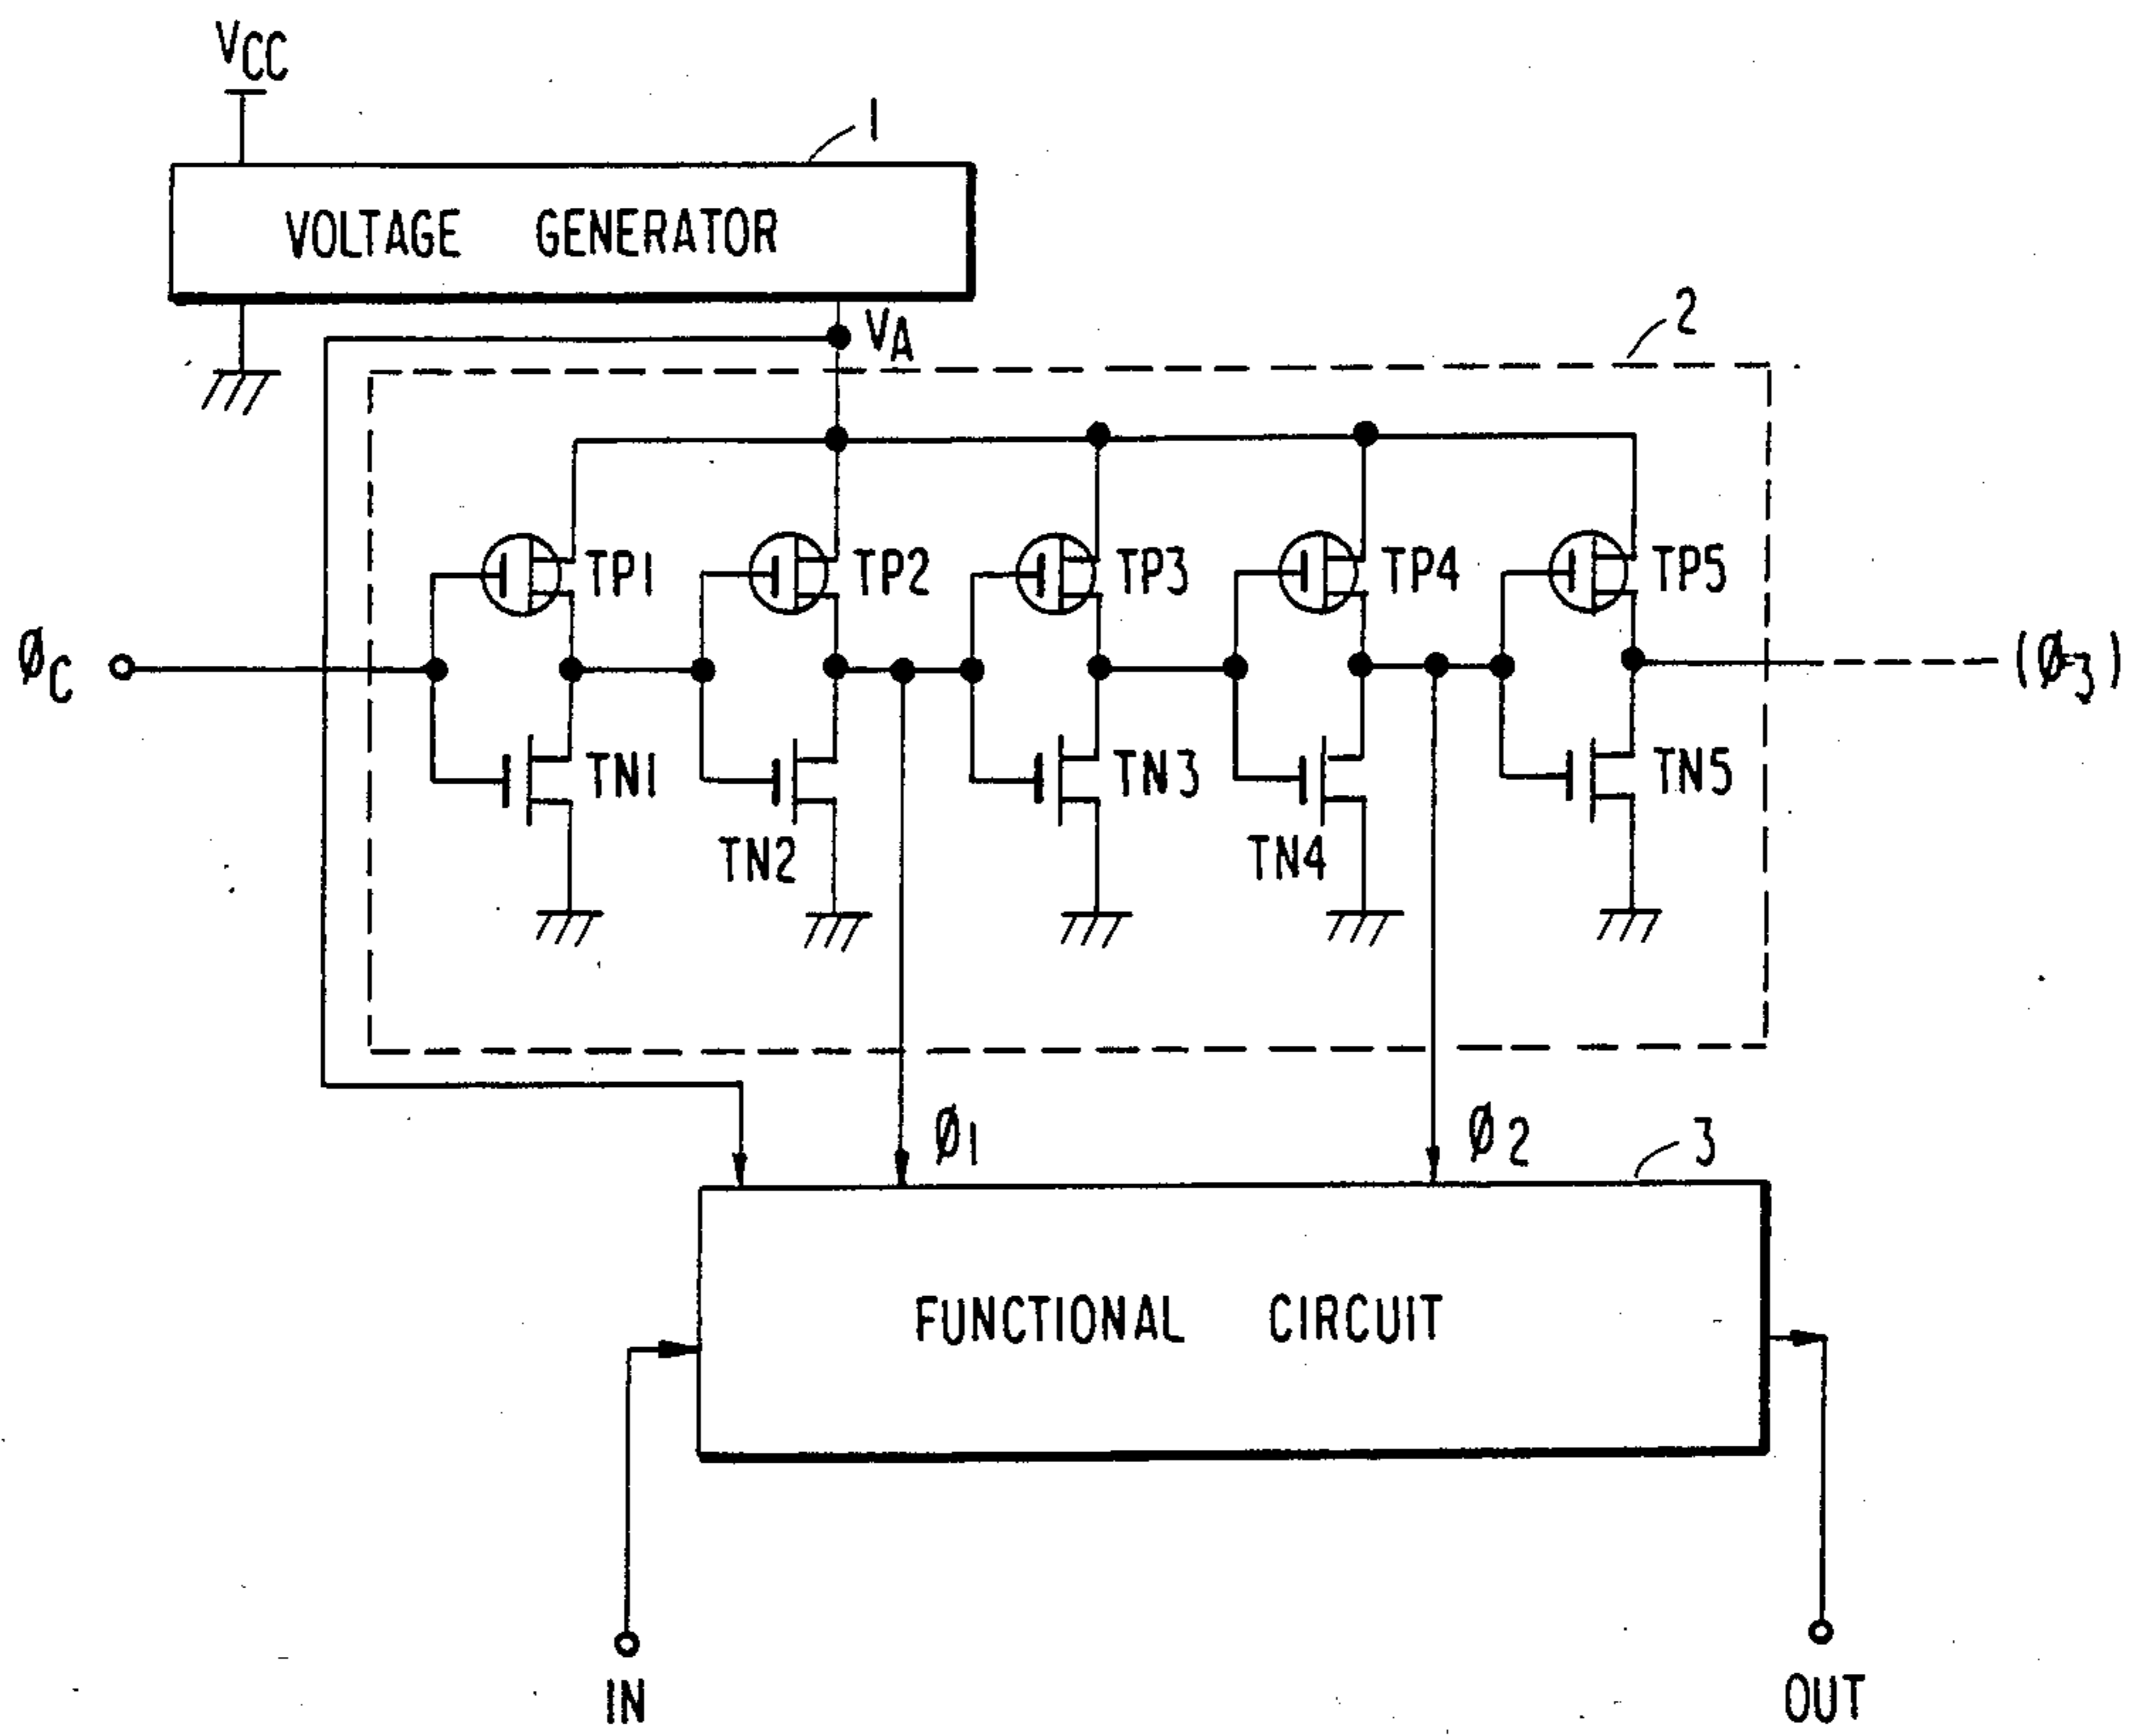 VCC
1
VOLTAGE GENERATOR
VA
2
TP1
TP2
TP3
TP4
TP5
ØC
(Ø3)
TN1
TN2
TN3
TN4
TN5
Ø1
Ø2
3
FUNCTIONAL CIRCUIT
IN
OUT